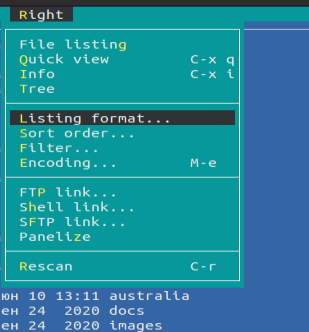 Right
File listing
Quick view C-x q
Info C-x i
Tree
Listing format...
Sort order...
Filter...
Encoding... M-e
FTP link...
Shell link...
SFTP link...
Panelize
Rescan C-r
юн 10 13:11 australia
ен 24 2020 docs
ен 24 2020 images